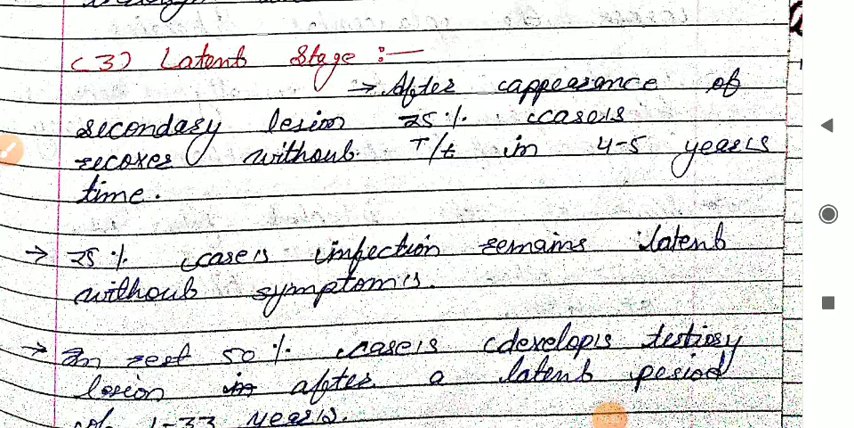 (3) Latent Stage :—
→ After appearance of
secondary lesion 25% cases
recover without T/t in 4-5 years
time.
→ 25% cases infection remains latent
without symptoms.
→ In rest 50% cases develops tertiary
lesion in after a latent period
of 1-33 years.